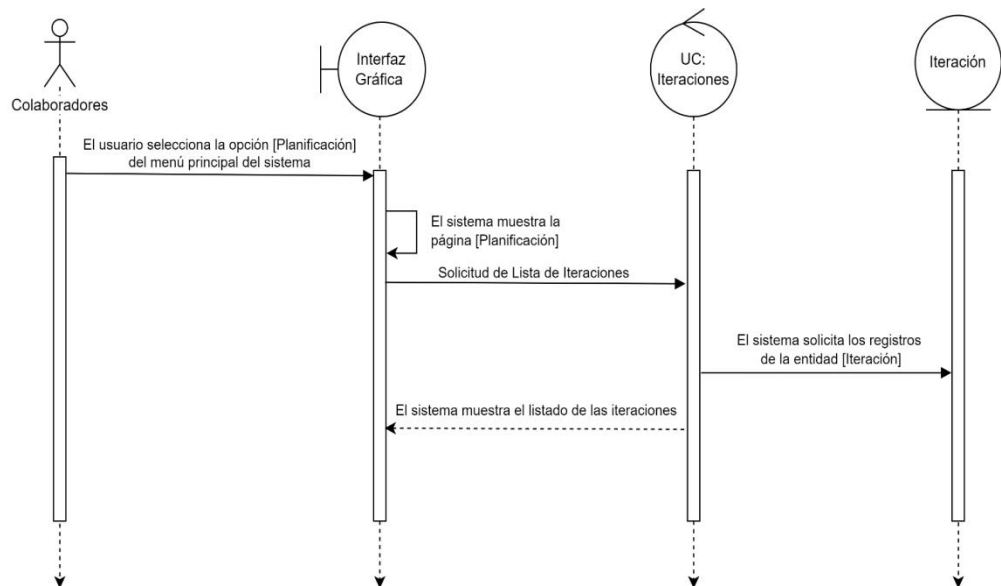 Colaboradores
Interfaz
Gráfica
UC:
Iteraciones
Iteración
El usuario selecciona la opción [Planificación]
del menú principal del sistema
El sistema muestra la
página [Planificación]
Solicitud de Lista de Iteraciones
El sistema solicita los registros
de la entidad [Iteración]
El sistema muestra el listado de las iteraciones